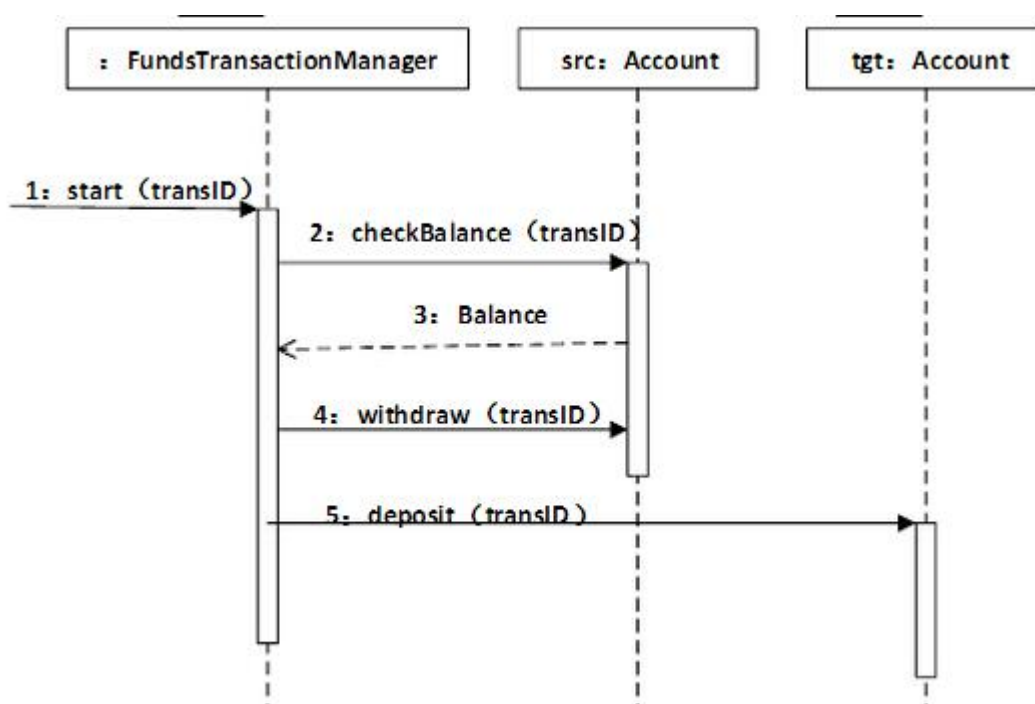 ：FundsTransactionManager
src：Account
tgt：Account
1：start（transID）
2：checkBalance（transID）
3：Balance
4：withdraw（transID）
5：deposit（transID）